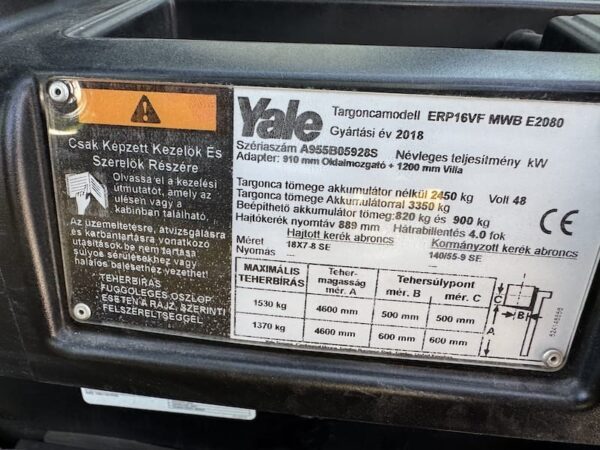 Csak Képzett Kezelők És
Szerelők Részére
Olvassa el a kezelési
útmutatót, amely az
ülésen vagy a
kabinban található.
Az üzemeltetésre, átvizsgálásra
és karbantartásra vonatkozó
utasítások be nem tartása
súlyos sérülésekhez vagy
halálos balesethez vezethet!
TEHERBÍRÁS
FÜGGŐLEGES OSZLOP
ESETÉN A RAJZ SZERINTI
FELSZERELTSÉGGEL
Yale
Targoncamodell ERP16VF MWB E2080
Gyártási év 2018
Szériaszám A955B05928S Névleges teljesítmény kW
Adapter: 910 mm Oldalmozgató + 1200 mm Villa
Targonca tömege akkumulátor nélkül 2450 kg Volt 48
Targonca tömege Akkumulátorral 3350 kg
Beépíthető akkumulátor tömeg: 820 kg és 900 kg
Hajtókerék nyomtáv 889 mm Hátrabillentés 4.0 fok
Hajtott kerék abroncs Kormányzott kerék abroncs
Méret 18X7-8 SE 140/55-9 SE
Nyomás ...
CE
MAXIMÁLIS TEHERBÍRÁS Teher-magasság mér. A Tehersúlypont mér. B mér. C
1530 kg 4600 mm 500 mm 500 mm
1370 kg 4600 mm 600 mm 600 mm
C
B
A